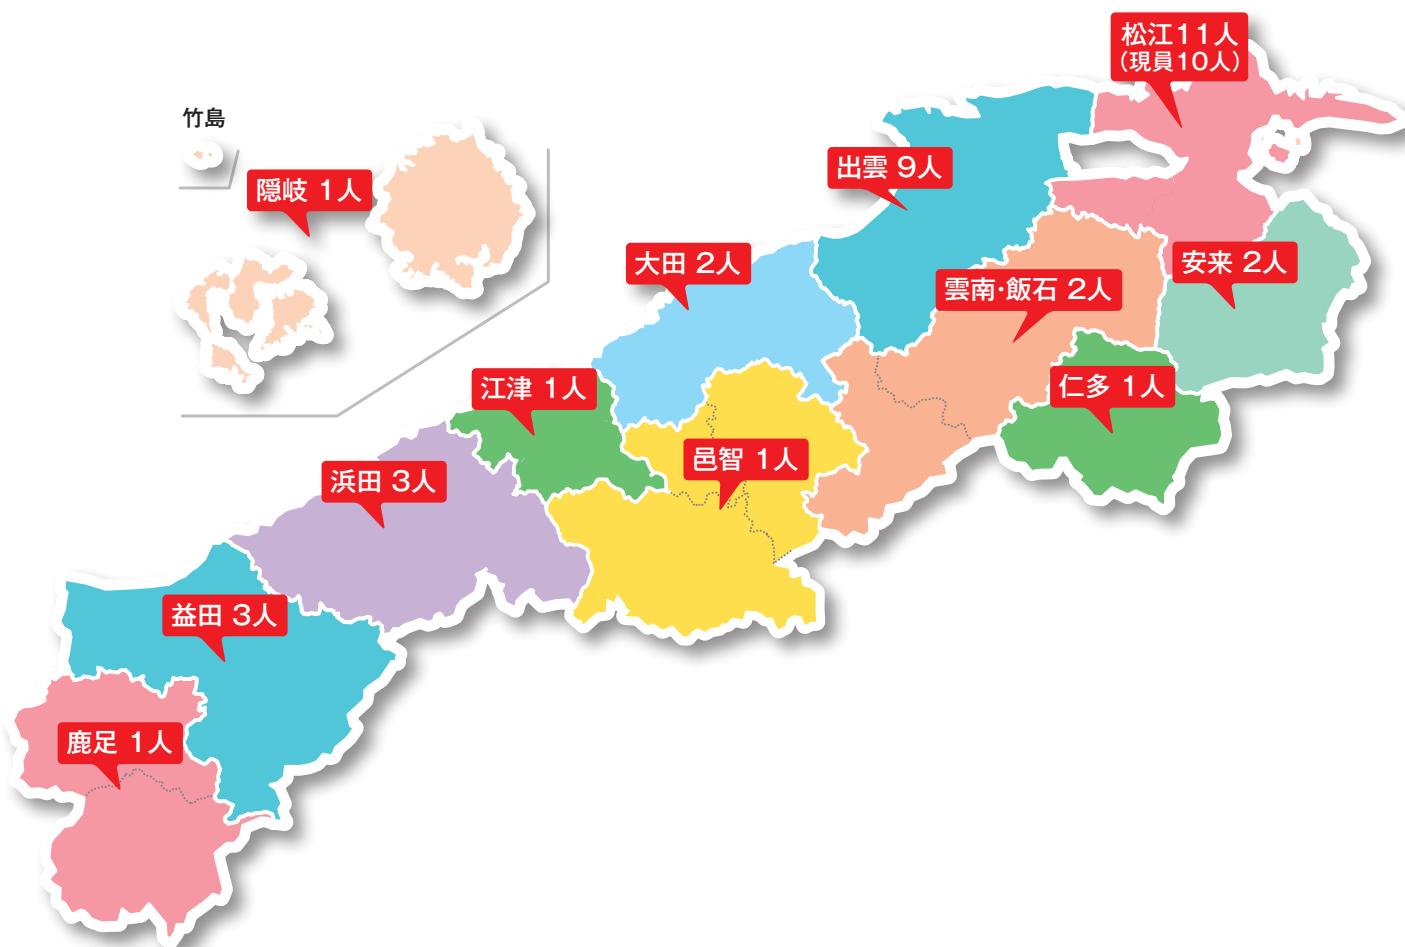 松江11人
（現員10人）
竹島
出雲 9人
隠岐 1人
大田 2人
安来 2人
雲南・飯石 2人
江津 1人
仁多 1人
邑智 1人
浜田 3人
益田 3人
鹿足 1人